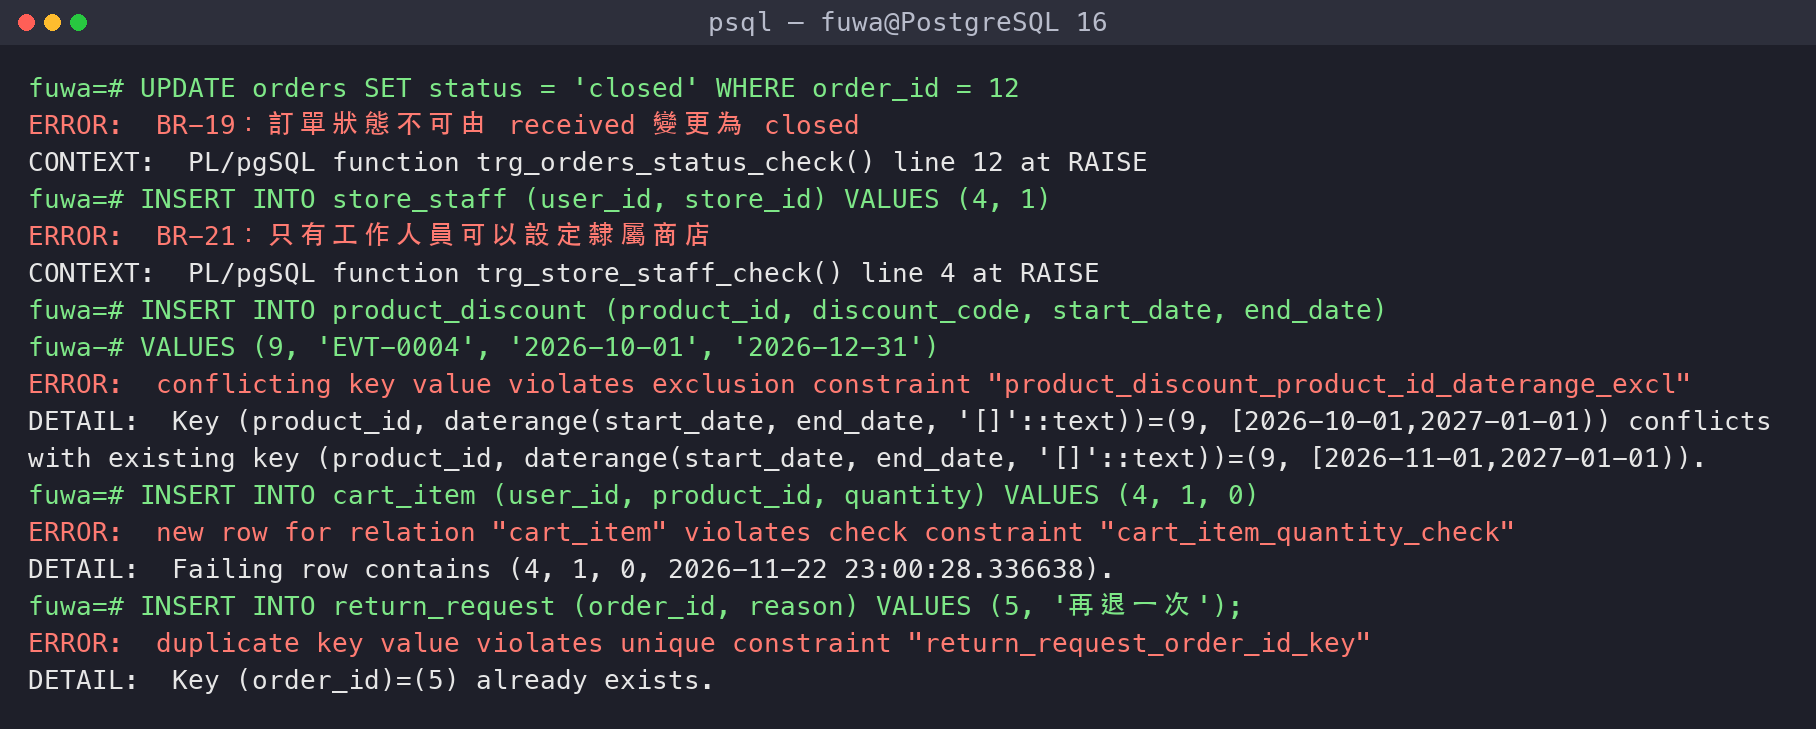 psql — fuwa@PostgreSQL 16
fuwa=# UPDATE orders SET status = 'closed' WHERE order_id = 12
ERROR:  BR-19：訂單狀態不可由 received 變更為 closed
CONTEXT:  PL/pgSQL function trg_orders_status_check() line 12 at RAISE
fuwa=# INSERT INTO store_staff (user_id, store_id) VALUES (4, 1)
ERROR:  BR-21：只有工作人員可以設定隸屬商店
CONTEXT:  PL/pgSQL function trg_store_staff_check() line 4 at RAISE
fuwa=# INSERT INTO product_discount (product_id, discount_code, start_date, end_date)
fuwa-# VALUES (9, 'EVT-0004', '2026-10-01', '2026-12-31')
ERROR:  conflicting key value violates exclusion constraint "product_discount_product_id_daterange_excl"
DETAIL:  Key (product_id, daterange(start_date, end_date, '[]'::text))=(9, [2026-10-01,2027-01-01)) conflicts
with existing key (product_id, daterange(start_date, end_date, '[]'::text))=(9, [2026-11-01,2027-01-01)).
fuwa=# INSERT INTO cart_item (user_id, product_id, quantity) VALUES (4, 1, 0)
ERROR:  new row for relation "cart_item" violates check constraint "cart_item_quantity_check"
DETAIL:  Failing row contains (4, 1, 0, 2026-11-22 23:00:28.336638).
fuwa=# INSERT INTO return_request (order_id, reason) VALUES (5, '再退一次');
ERROR:  duplicate key value violates unique constraint "return_request_order_id_key"
DETAIL:  Key (order_id)=(5) already exists.